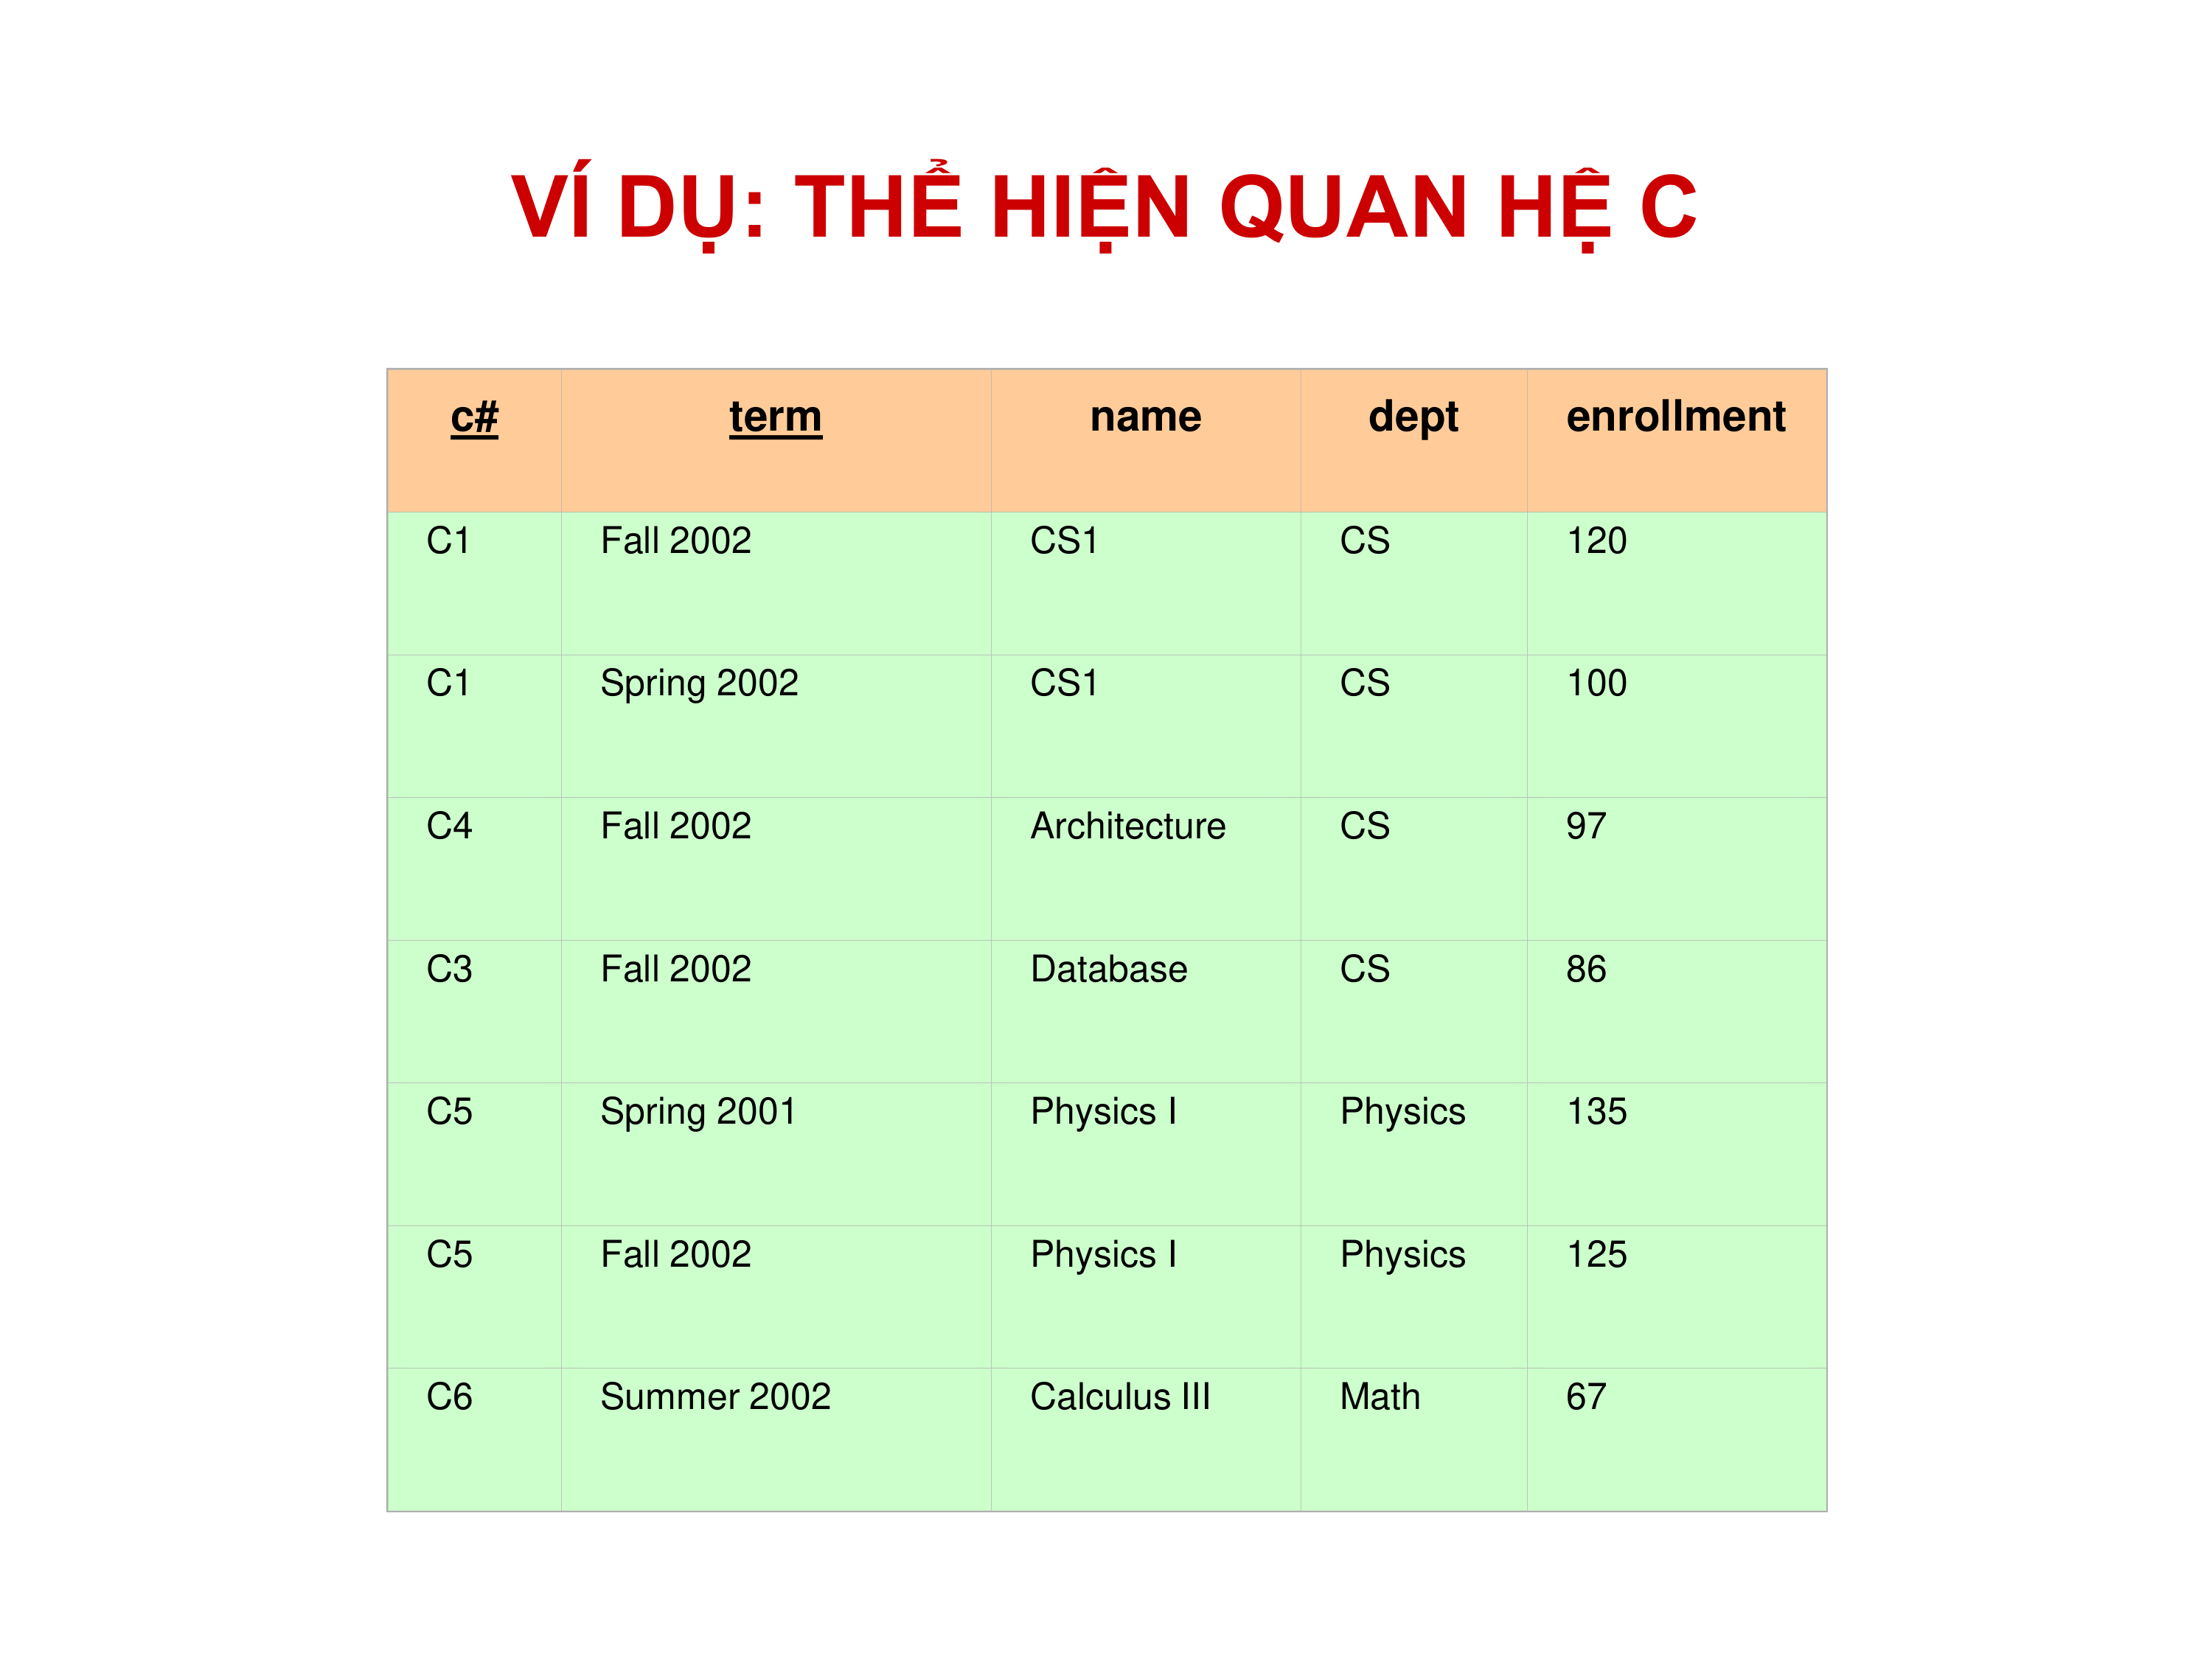 VÍ DỤ: THỂ HIỆN QUAN HỆ C
c# term name dept enrollment
C1 Fall 2002 CS1 CS 120
C1 Spring 2002 CS1 CS 100
C4 Fall 2002 Architecture CS 97
C3 Fall 2002 Database CS 86
C5 Spring 2001 Physics I Physics 135
C5 Fall 2002 Physics I Physics 125
C6 Summer 2002 Calculus III Math 67